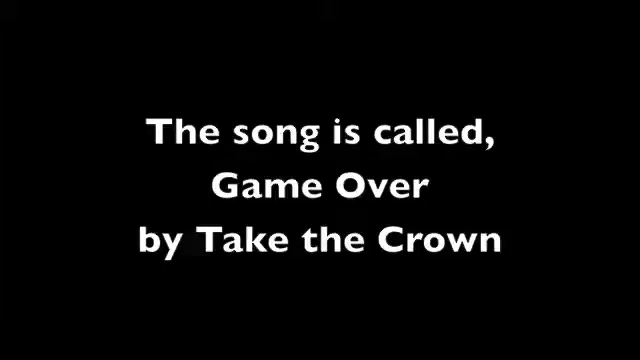 The song is called,
Game Over
by Take the Crown